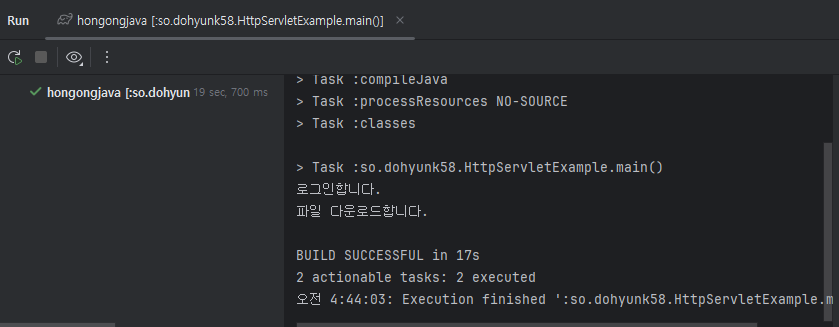 Run
hongongjava [:so.dohyunk58.HttpServletExample.main()]
hongongjava [:so.dohyun 19 sec, 700 ms
> Task :compileJava
> Task :processResources NO-SOURCE
> Task :classes
> Task :so.dohyunk58.HttpServletExample.main()
로그인합니다.
파일 다운로드합니다.
BUILD SUCCESSFUL in 17s
2 actionable tasks: 2 executed
오전 4:44:03: Execution finished ':so.dohyunk58.HttpServletExample.m